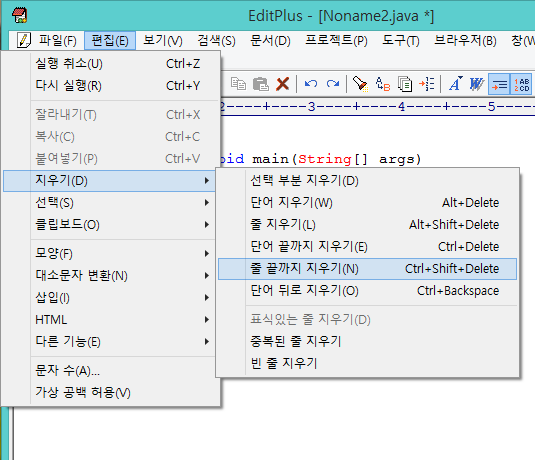 EditPlus - [Noname2.java *]
파일(F) 편집(E) 보기(V) 검색(S) 문서(D) 프로젝트(P) 도구(T) 브라우저(B) 창(W
실행 취소(U) Ctrl+Z
다시 실행(R) Ctrl+Y
잘라내기(T) Ctrl+X
복사(C) Ctrl+C
붙여넣기(P) Ctrl+V
지우기(D)
선택(S)
클립보드(O)
모양(F)
대소문자 변환(N)
삽입(I)
HTML
다른 기능(E)
문자 수(A)...
가상 공백 허용(V)
2----+----3----+----4----+----5-----
oid main(String[] args)
선택 부분 지우기(D)
단어 지우기(W) Alt+Delete
줄 지우기(L) Alt+Shift+Delete
단어 끝까지 지우기(E) Ctrl+Delete
줄 끝까지 지우기(N) Ctrl+Shift+Delete
단어 뒤로 지우기(O) Ctrl+Backspace
표식있는 줄 지우기(D)
중복된 줄 지우기
빈 줄 지우기